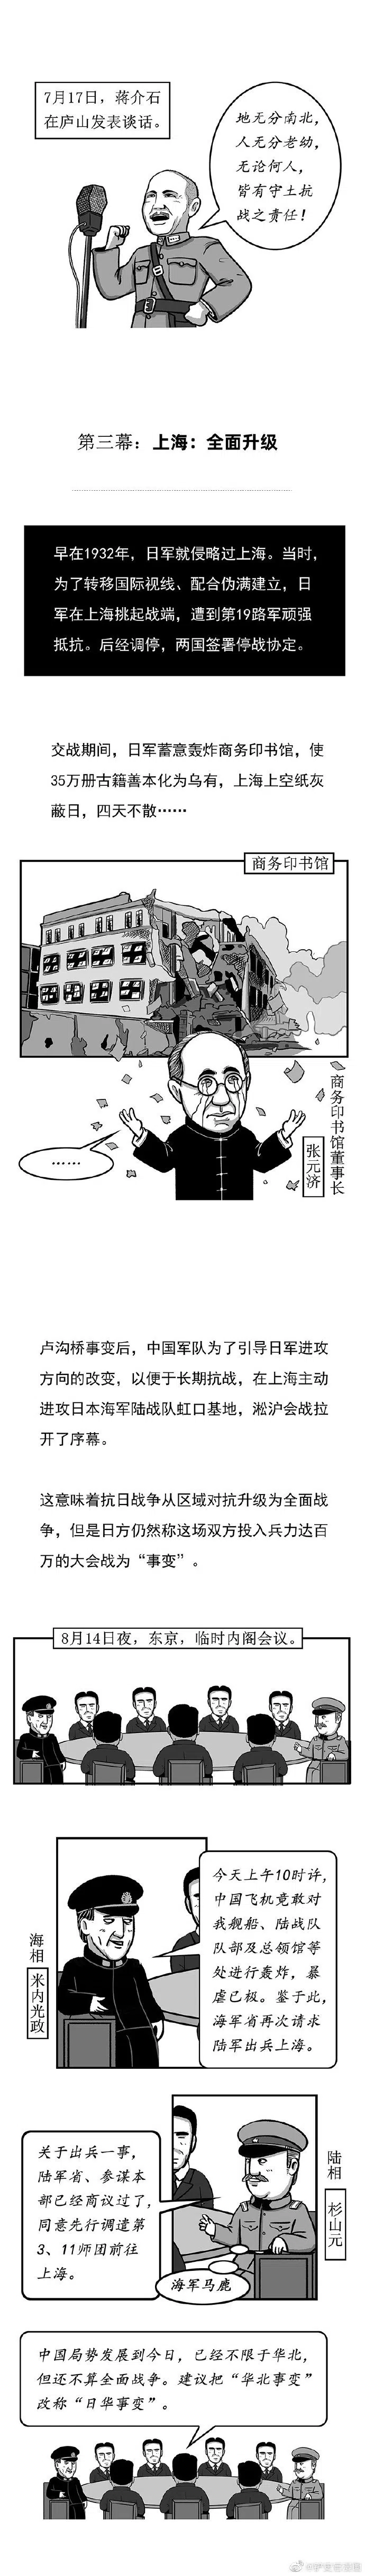 7月17日，蒋介石
在庐山发表谈话。
地无分南北，
人无分老幼，
无论何人，
皆有守土抗
战之责任！
第三幕：上海：全面升级
早在1932年，日军就侵略过上海。当时，
为了转移国际视线、配合伪满建立，日
军在上海挑起战端，遭到第19路军顽强
抵抗。后经调停，两国签署停战协定。
交战期间，日军蓄意轰炸商务印书馆，使
35万册古籍善本化为乌有，上海上空纸灰
蔽日，四天不散……
商务印书馆
商务印书馆董事长
张元济
……
卢沟桥事变后，中国军队为了引导日军进攻
方向的改变，以便于长期抗战，在上海主动
进攻日本海军陆战队虹口基地，淞沪会战拉
开了序幕。
这意味着抗日战争从区域对抗升级为全面战
争，但是日方仍然称这场双方投入兵力达百
万的大会战为“事变”。
8月14日夜，东京，临时内阁会议。
海相
米内光政
今天上午10时许，
中国飞机竟敢对
我舰船、陆战队
队部及总领馆等
处进行轰炸，暴
虐已极。鉴于此，
海军省再次请求
陆军出兵上海。
关于出兵一事，
陆军省、参谋本
部已经商议过了，
同意先行调遣第
3、11师团前往
上海。
陆相
杉山元
海军马鹿
中国局势发展到今日，已经不限于华北，
但还不算全面战争。建议把“华北事变”
改称“日华事变”。